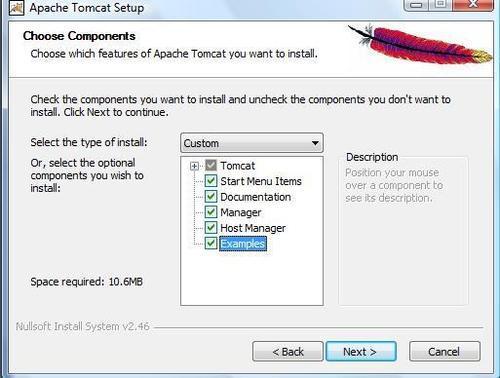 Apache Tomcat Setup
Choose Components
Choose which features of Apache Tomcat you want to install.
Check the components you want to install and uncheck the components you don't want to
install. Click Next to continue.
Select the type of install:
Custom
Or, select the optional
components you wish to
install:
Tomcat
Start Menu Items
Documentation
Manager
Host Manager
Examples
Description
Position your mouse
over a component to
see its description.
Space required: 10.6MB
Nullsoft Install System v2.46
< Back
Next >
Cancel